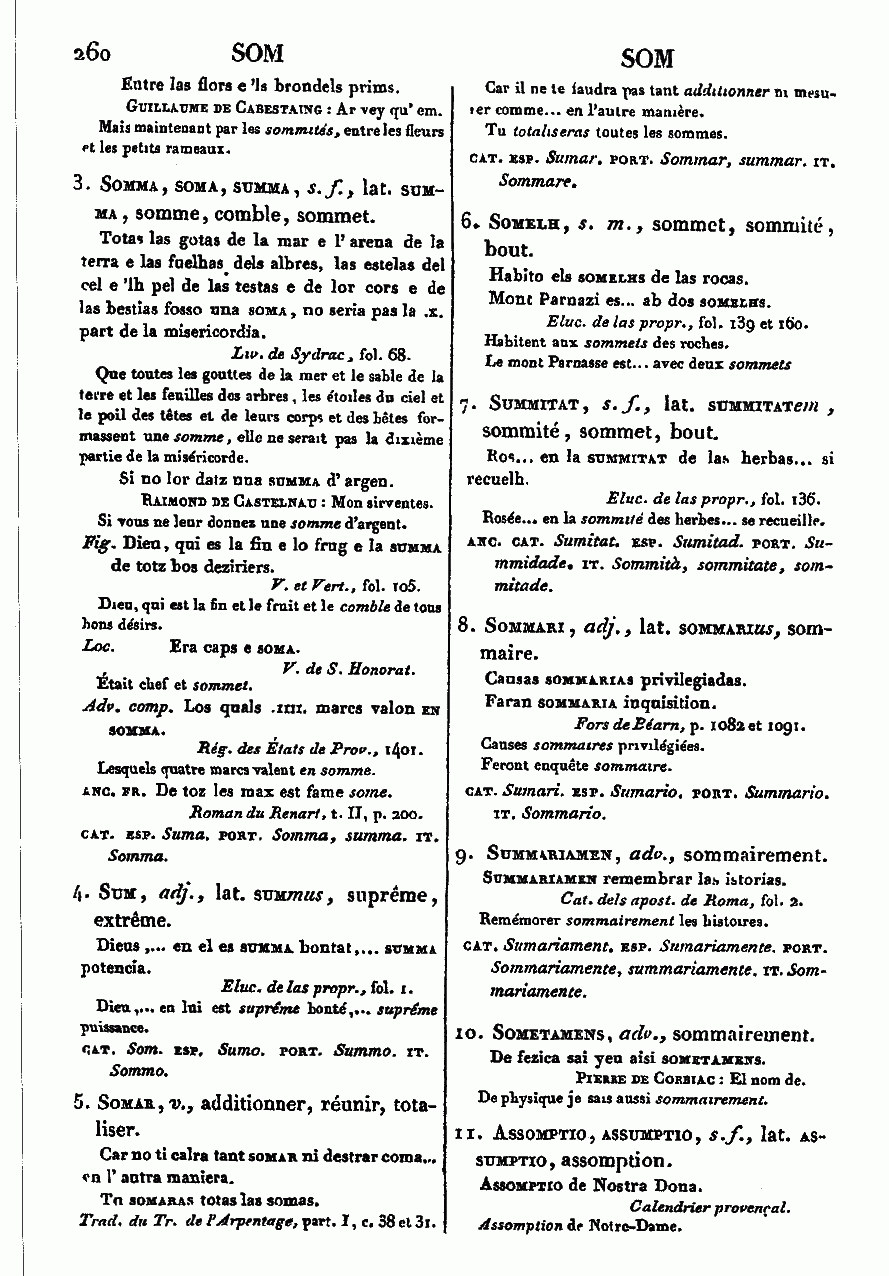 260 SOM
Entre las flors e 'ls brondels prims.
GUILLAUME DE CABESTAING : Ar vey qu' em.
Mais maintenant par les sommités, entre les fleurs
et les petits rameaux.
3. SOMMA, SOMA, SUMMA, s. f., lat. SUM-
MA, somme, comble, sommet.
Totas las gotas de la mar e l' arena de la
terra e las fuelhas dels albres, las estelas del
cel e 'lh pel de las testas e de lor cors e de
las bestias fosso una SOMA, no seria pas la .x.
part de la misericordia.
Liv. de Sydrac, fol. 68.
Que toutes les gouttes de la mer et le sable de la
terre et les feuilles dos arbres, les étoiles du ciel et
le poil des têtes et de leurs corps et des bêtes for-
massent une somme, elle ne serait pas la dixième
partie de la miséricorde.
Si no lor datz una SUMMA d' argen.
RAIMOND DE CASTELNAU : Mon sirventes.
Si vous ne leur donnez une somme d'argent.
Fig. Dieu, qui es la fin e lo frug e la SUMMA
de totz bos deziriers.
V. et Vert., fol. 105.
Dieu, qui est la fin et le fruit et le comble de tous
bons désirs.
Loc. Era caps e SOMA.
V. de S. Honorat.
Était chef et sommet.
Adv. comp. Los quals .IIII. marcs valon EN
SOMMA.
Rég. des États de Prov., 1401.
Lesquels quatre marcs valent en somme.
ANC. FR. De toz les max est fame some.
Roman du Renart, t. II, p. 200.
CAT. ESP. Suma. PORT. Somma, summa. IT.
Somma.
4. SUM, adj., lat. SUMmus, suprême,
extrême.
Dieus,... en el es SUMMA bontat,... SUMMA
potencia.
Eluc. de las propr., fol. 1.
Dieu,... en lui est suprême bonté,... suprême
puissance.
CAT. Som. ESP. Sumo. PORT. Summo. IT.
Sommo.
5. SOMAR, v., additionner, réunir, tota-
liser.
Car no ti calra tant SOMAR ni destrar coma...
en l' autra maniera.
Tu SOMARAS totas las somas.
Trad. du Tr. de l'Arpentage, part. I, c. 38 et 31.
SOM
Car il ne te faudra pas tant additionner ni mesu-
rer comme... en l'autre manière.
Tu totaliseras toutes les sommes.
CAT. ESP. Sumar. PORT. Sommar, summar. IT.
Sommare.
6. SOMELH, s. m., sommet, sommité,
bout.
Habito els SOMELHS de las rocas.
Mont Parnazi es... ab dos SOMELHS.
Eluc. de las propr., fol. 139 et 160.
Habitent aux sommets des roches.
Le mont Parnasse est... avec deux sommets
7. SUMMITAT, s. f., lat. SUMMITATem,
sommité, sommet, bout.
Ros... en la SUMMITAT de las herbas... si
recuelh.
Eluc. de las propr., fol. 136.
Rosée... en la sommité des herbes... se recueille.
ANC. CAT. Sumitat. ESP. Sumitad. PORT. Su-
mmidade. IT. Sommità, sommitate, som-
mitade.
8. SOMMARI, adj., lat. SOMMARIus, som-
maire.
Causas SOMMARIAS privilegiadas.
Faran SOMMARIA inquisition.
Fors de Béarn, p. 1082 et 1091.
Causes sommaires privilégiées.
Feront enquête sommaire.
CAT. Sumari. ESP. Sumario. PORT. Summario.
IT. Sommario.
9. SUMMARIAMEN, adv., sommairement.
SUMMARIAMEN remembrar las istorias.
Cat. dels apost. de Roma, fol. 2.
Remémorer sommairement les histoires.
CAT. Sumariament. ESP. Sumariamente. PORT.
Sommariamente, summariamente. IT. Som-
mariamente.
10. SOMETAMENS, adv., sommairement.
De fezica sai yeu aisi SOMETAMENS.
PIERRE DE CORBIAC : El nom de.
De physique je sais aussi sommairement.
11. ASSOMPTIO, ASSUMPTIO, s. f., lat. AS-
SUMPTIO, assomption.
ASSOMPTIO de Nostra Dona.
Calendrier provençal.
Assomption de Notre-Dame.